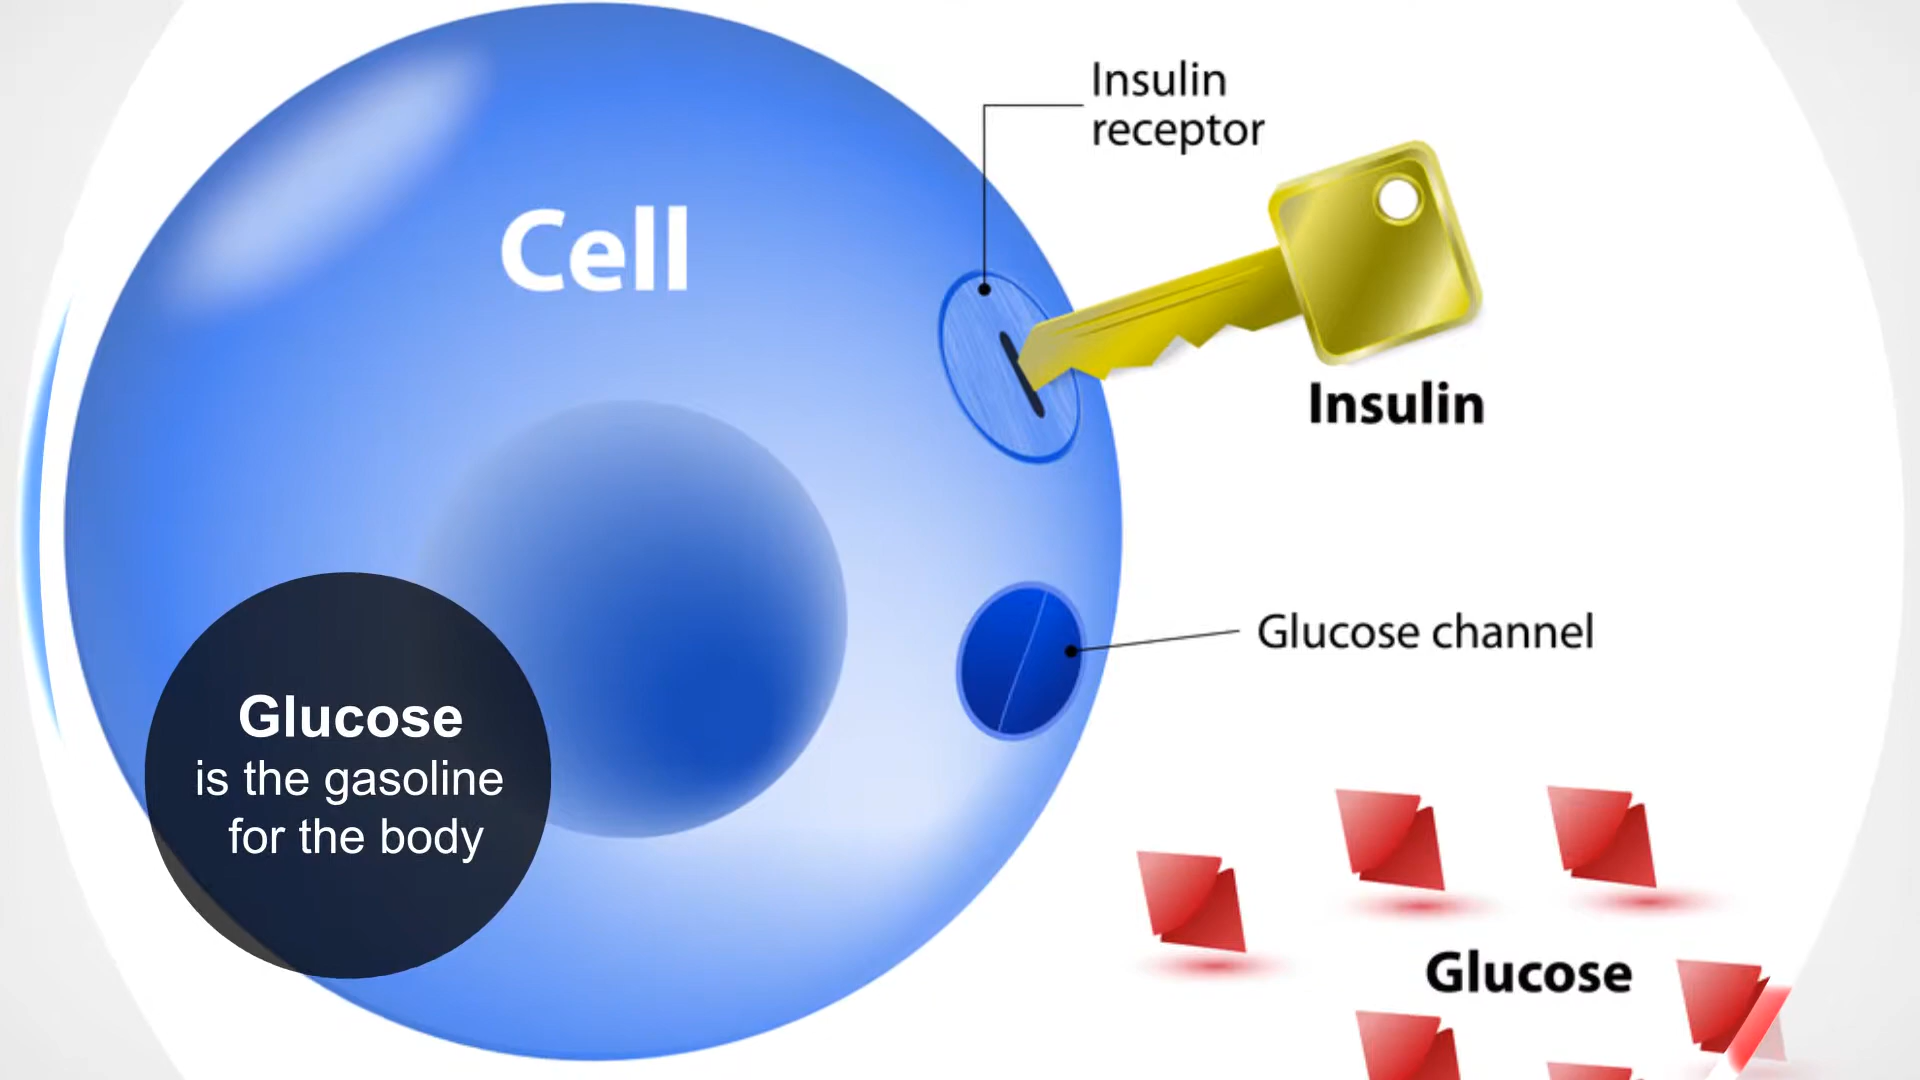 Insulin
receptor
Cell
Insulin
Glucose channel
Glucose
is the gasoline
for the body
Glucose